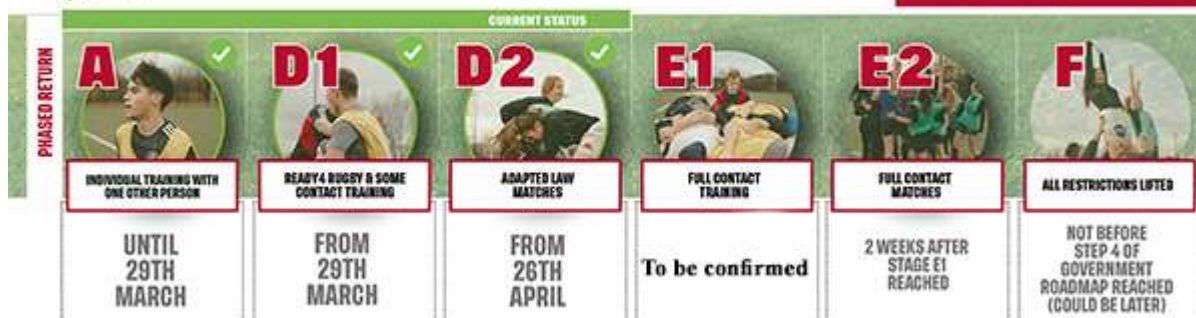 CURRENT STATUS
PHASED RETURN
A
D1
D2
E1
E2
F
INDIVIDUAL TRAINING WITH
ONE OTHER PERSON
READY4 RUGBY & SOME
CONTACT TRAINING
ADAPTED LAW
MATCHES
FULL CONTACT
TRAINING
FULL CONTACT
MATCHES
ALL RESTRICTIONS LIFTED
UNTIL
29TH
MARCH
FROM
29TH
MARCH
FROM
26TH
APRIL
To be confirmed
2 WEEKS AFTER
STAGE E1
REACHED
NOT BEFORE
STEP 4 OF
GOVERNMENT
ROADMAP REACHED
(COULD BE LATER)